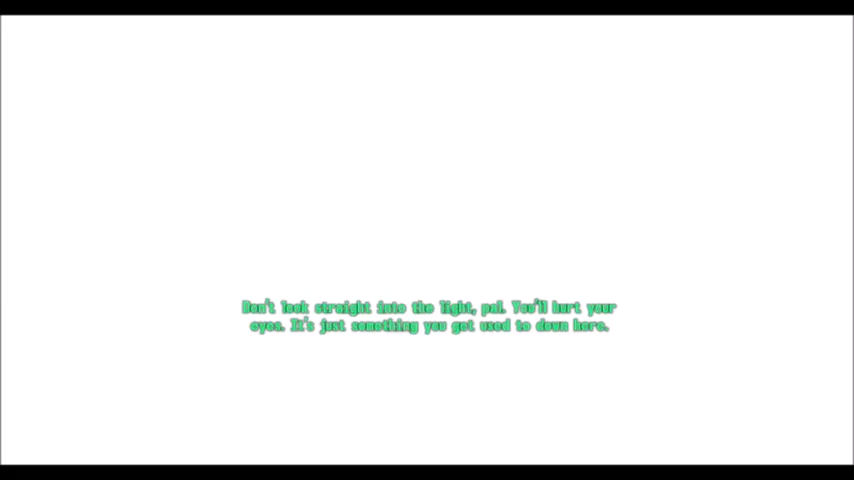 Don't look straight into the light, pal. You'll hurt your
eyes. It's just something you get used to down here.